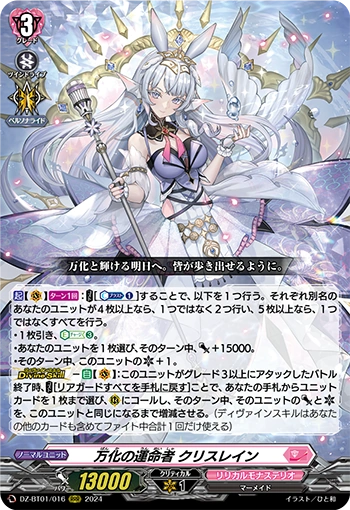 3
グレード
ツインドライブ
ペルソナライド
万化と輝ける明日へ。皆が歩き出せるように。
起【Ⓡ】【ターン1回】:【ブラスト1】することで、以下を1つ行う。それぞれ別名の
あなたのユニットが4枚以上なら、1つではなく2つ行い、5枚以上なら、1つ
ではなくすべてを行う。
・1枚引き、チャージ3。
・あなたのユニットを1枚選び、そのターン中、+15000。
・そのターン中、このユニットの+1。
Divine Skill ー自【】:このユニットがグレード3以上にアタックしたバトル
終了時、【リアガードすべてを手札に戻す】ことで、あなたの手札からユニット
カードを1枚まで選び、にコールし、そのターン中、そのユニットのと
を、このユニットと同じになるまで増減させる。(ディヴァインスキルはあなた
の他のカードも含めてファイト中合計1回だけ使える)
ノーマルユニット
万化の運命者 クリスレイン
パワー 13000
クリティカル 1
リリカルモナステリオ
マーメイド
DZ-BT01/016 RRR 2024
イラスト/ひと和